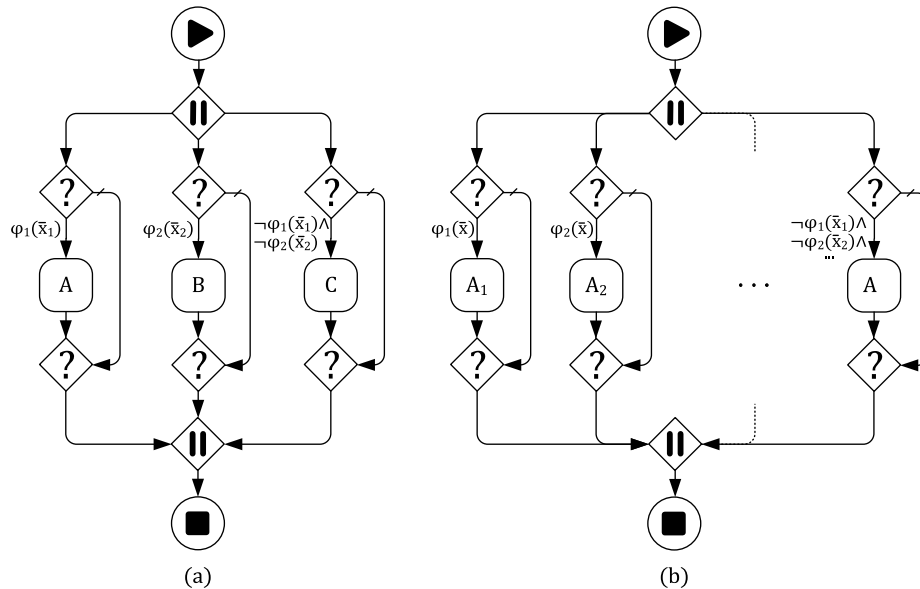 ? ? ? ? ? ?
φ₁(x̄₁) φ₂(x̄₂) ¬φ₁(x̄₁)∧ φ₁(x̄) φ₂(x̄) ¬φ₁(x̄₁)∧
¬φ₂(x̄₂) ¬φ₂(x̄₂)∧
...
A B C A₁ A₂ ... A
? ? ? ? ? ?
(a) (b)